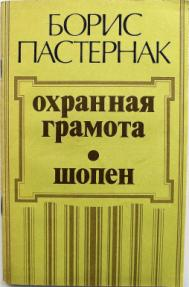 БОРИС
ПАСТЕРНАК
охранная
грамота
•
шопен